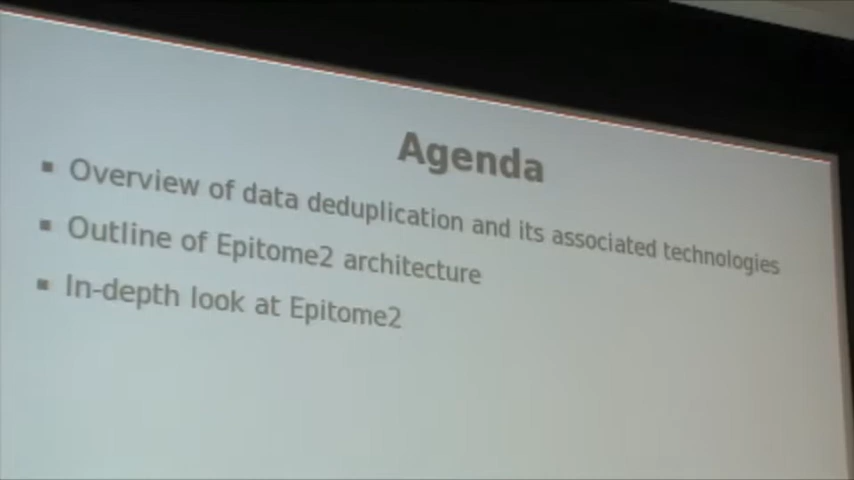 Agenda
▪ Overview of data deduplication and its associated technologies
▪ Outline of Epitome2 architecture
▪ In-depth look at Epitome2